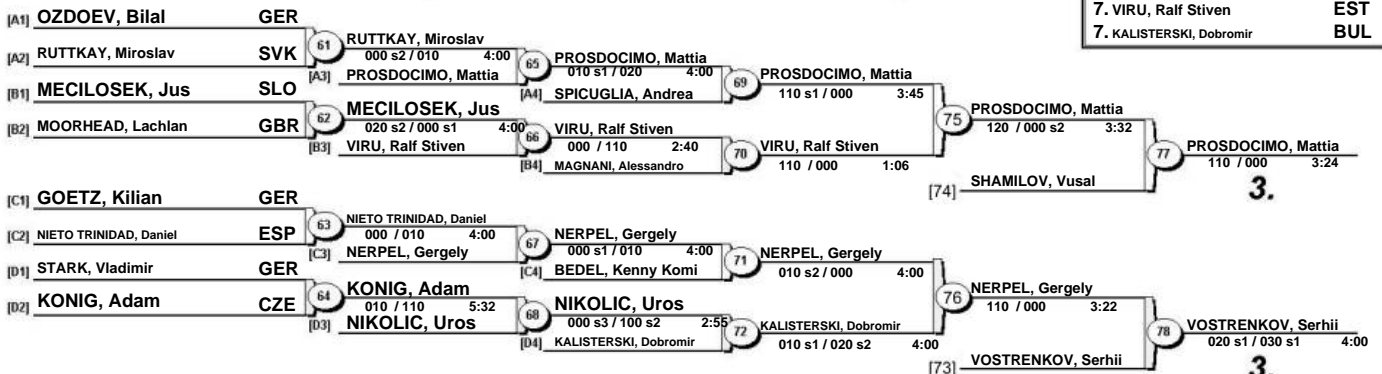 7. VIRU, Ralf Stiven EST
7. KALISTERSKI, Dobromir BUL
[A1] OZDOEV, Bilal GER
[A2] RUTTKAY, Miroslav SVK
61 RUTTKAY, Miroslav
000 s2 / 010 4:00
[A3] PROSDOCIMO, Mattia
[B1] MECILOSEK, Jus SLO
[B2] MOORHEAD, Lachlan GBR
62 MECILOSEK, Jus
020 s2 / 000 s1 4:00
[B3] VIRU, Ralf Stiven
65 PROSDOCIMO, Mattia
010 s1 / 020 4:00
[A4] SPICUGLIA, Andrea
66 VIRU, Ralf Stiven
000 / 110 2:40
[B4] MAGNANI, Alessandro
69 PROSDOCIMO, Mattia
110 s1 / 000 3:45
70 VIRU, Ralf Stiven
110 / 000 1:06
75 PROSDOCIMO, Mattia
120 / 000 s2 3:32
[74] SHAMILOV, Vusal
77 PROSDOCIMO, Mattia
110 / 000 3:24
3.
[C1] GOETZ, Kilian GER
[C2] NIETO TRINIDAD, Daniel ESP
63 NIETO TRINIDAD, Daniel
000 / 010 4:00
[C3] NERPEL, Gergely
[D1] STARK, Vladimir GER
[D2] KONIG, Adam CZE
64 KONIG, Adam
010 / 110 5:32
[D3] NIKOLIC, Uros
67 NERPEL, Gergely
000 s1 / 010 4:00
[C4] BEDEL, Kenny Komi
68 NIKOLIC, Uros
000 s3 / 100 s2 2:55
[D4] KALISTERSKI, Dobromir
71 NERPEL, Gergely
010 s2 / 000 4:00
72 KALISTERSKI, Dobromir
010 s1 / 020 s2 4:00
76 NERPEL, Gergely
110 / 000 3:22
[73] VOSTRENKOV, Serhii
78 VOSTRENKOV, Serhii
020 s1 / 030 s1 4:00
3.